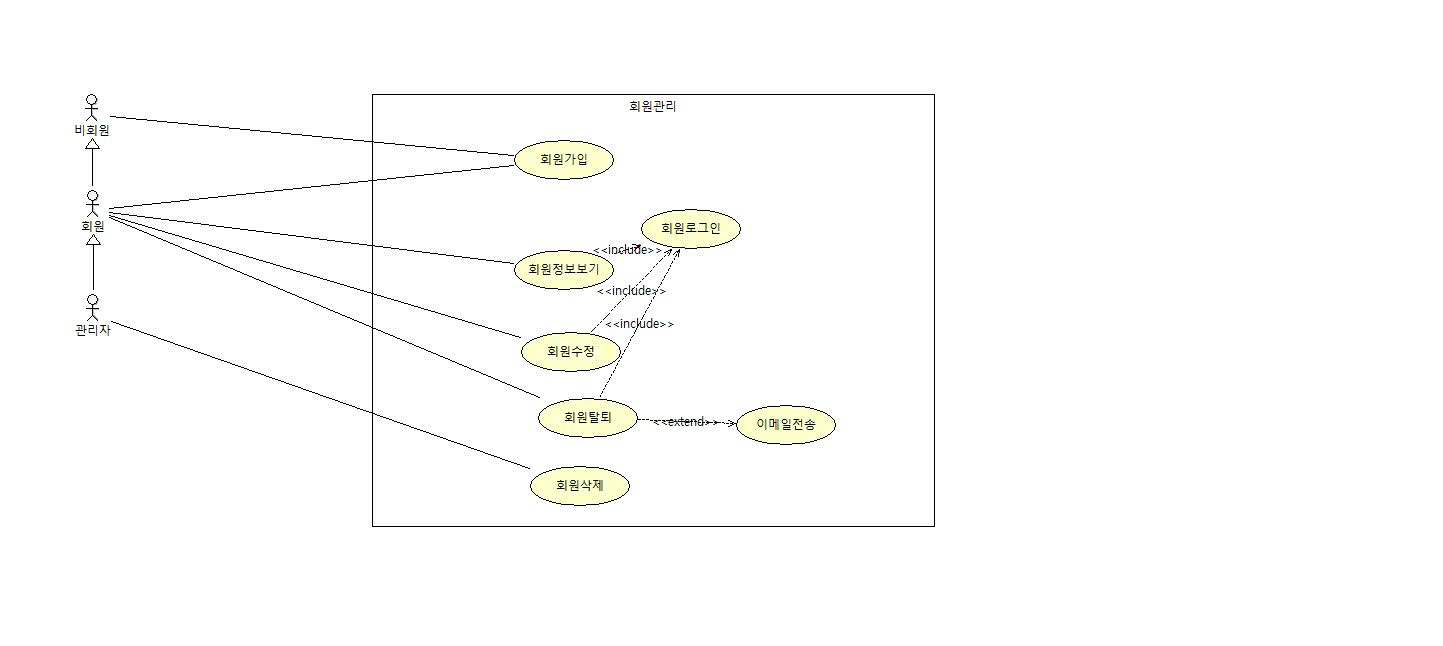 회원관리
비회원
회원가입
회원
회원로그인
<<include>>
회원정보보기
<<include>>
<<include>>
관리자
회원수정
회원탈퇴
<<extend>>
이메일전송
회원삭제